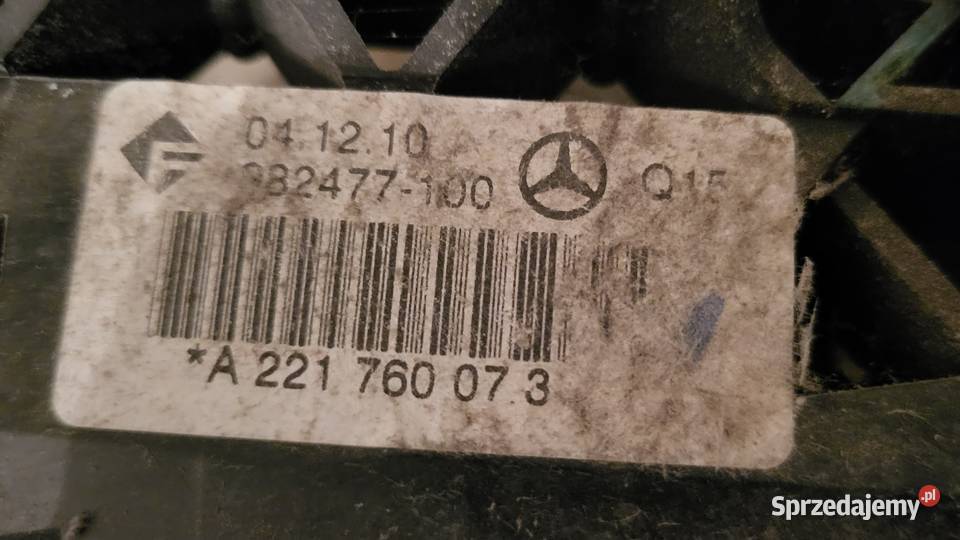 04.12.10
982477-100
Q15
*A 221 760 07 3
Sprzedajemy.pl